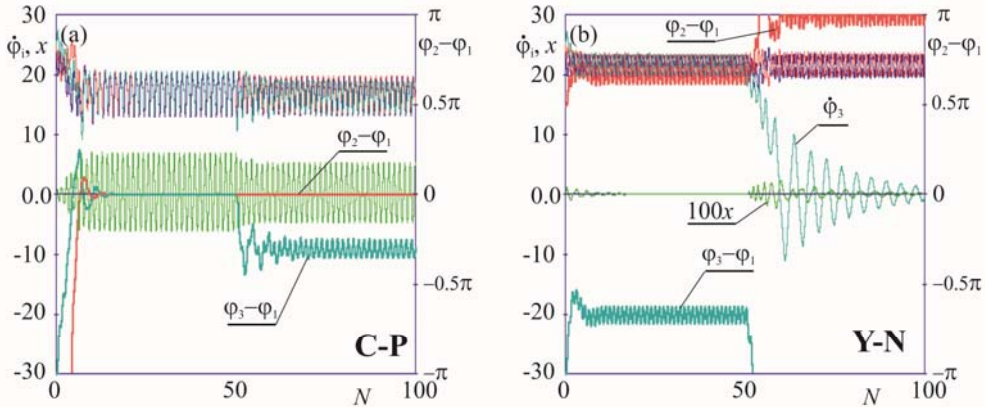 30 (a) π
φ̇ᵢ, x φ₂−φ₁
20
0.5π
10
φ₂−φ₁
0.0 0
-10
−0.5π
-20
φ₃−φ₁
C-P
-30 −π
0 50 N 100
30 (b) π
φ̇ᵢ, x φ₂−φ₁ φ₂−φ₁
20
0.5π
φ̇₃
10
0.0 0
100x
-10
φ₃−φ₁
−0.5π
-20
Y-N
-30 −π
0 50 N 100